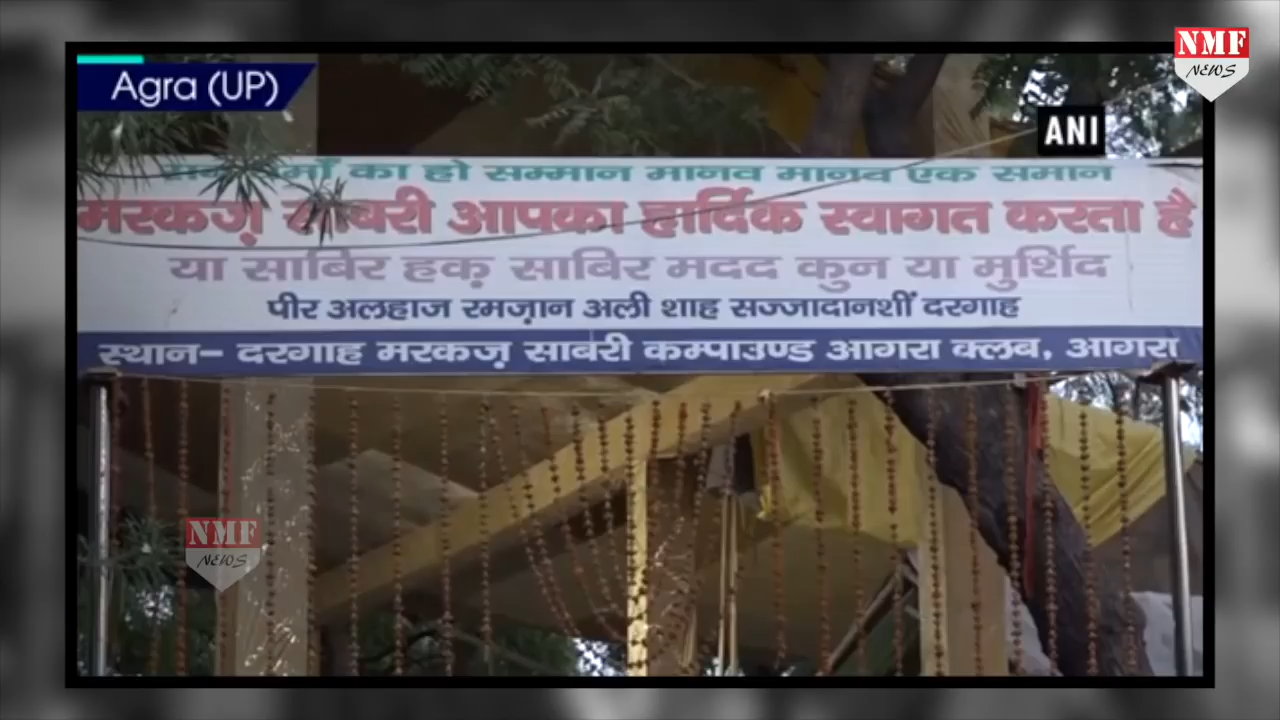 Agra (UP)
NMF
NEWS
ANI
का हो सम्मान मानव मानव एक समान
मरकज़ साबरी आपका हार्दिक स्वागत करता है
या साबिर हक़ साबिर मदद कुन या मुर्शिद
पीर अलहाज रमज़ान अली शाह सज्जादानशीं दरगाह
स्थान- दरगाह मरकज़ साबरी कम्पाउण्ड आगरा क्लब, आगरा
NMF
NEWS